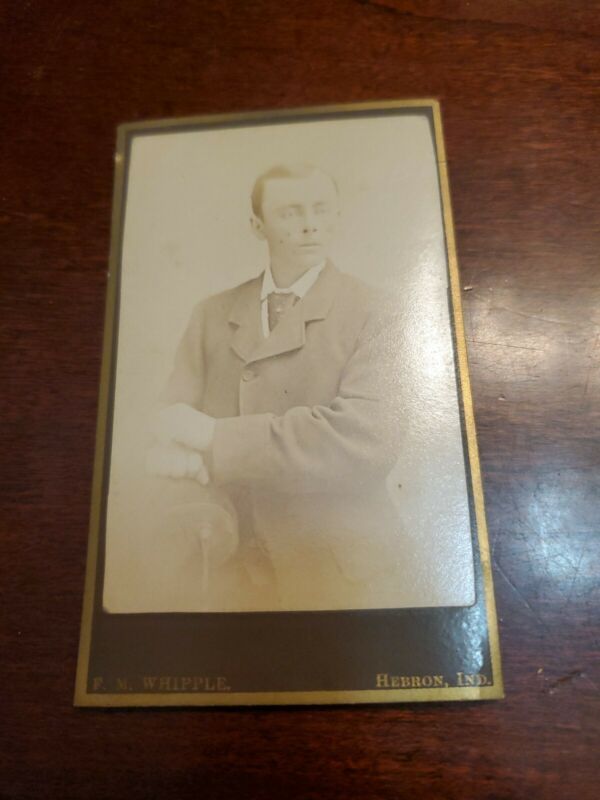 F. M. WHIPPLE.
HEBRON, IND.